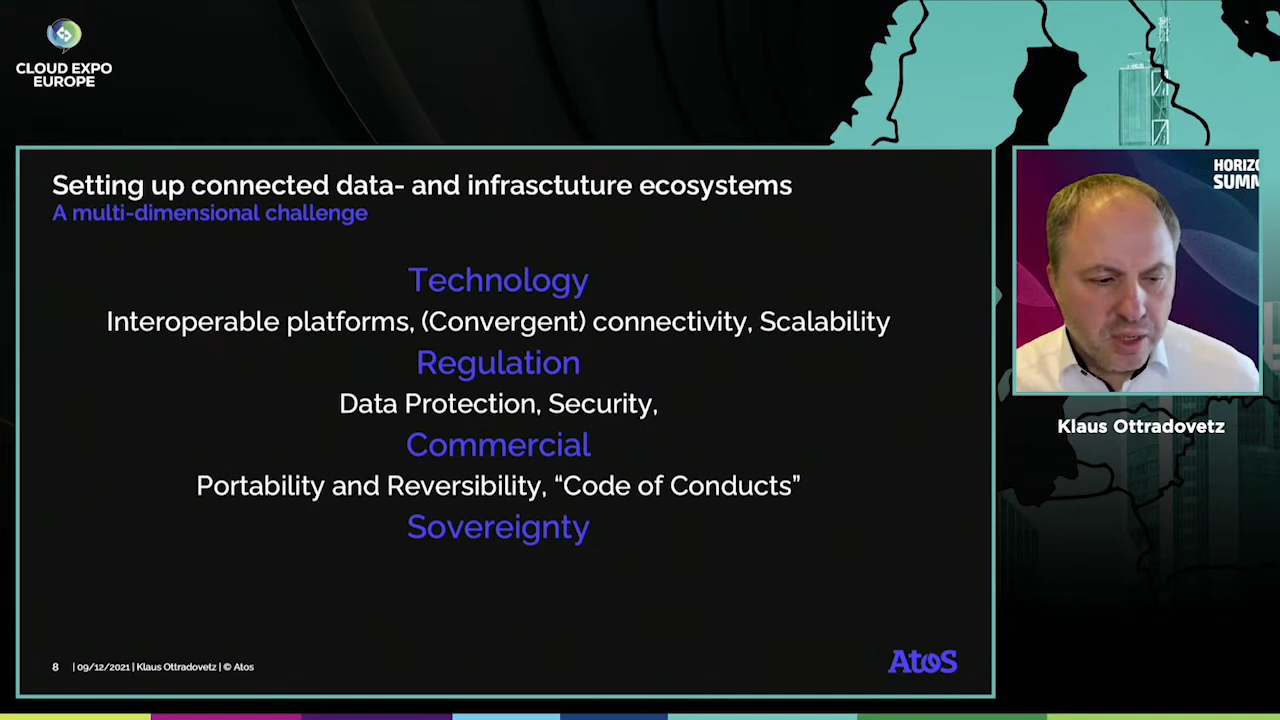 CLOUD EXPO
EUROPE
Setting up connected data- and infrasctuture ecosystems
A multi-dimensional challenge
Technology
Interoperable platforms, (Convergent) connectivity, Scalability
Regulation
Data Protection, Security,
Commercial
Portability and Reversibility, “Code of Conducts”
Sovereignty
8 | 09/12/2021 | Klaus Ottradovetz | © Atos
Atos
HORIZO
SUMM
Klaus Ottradovetz